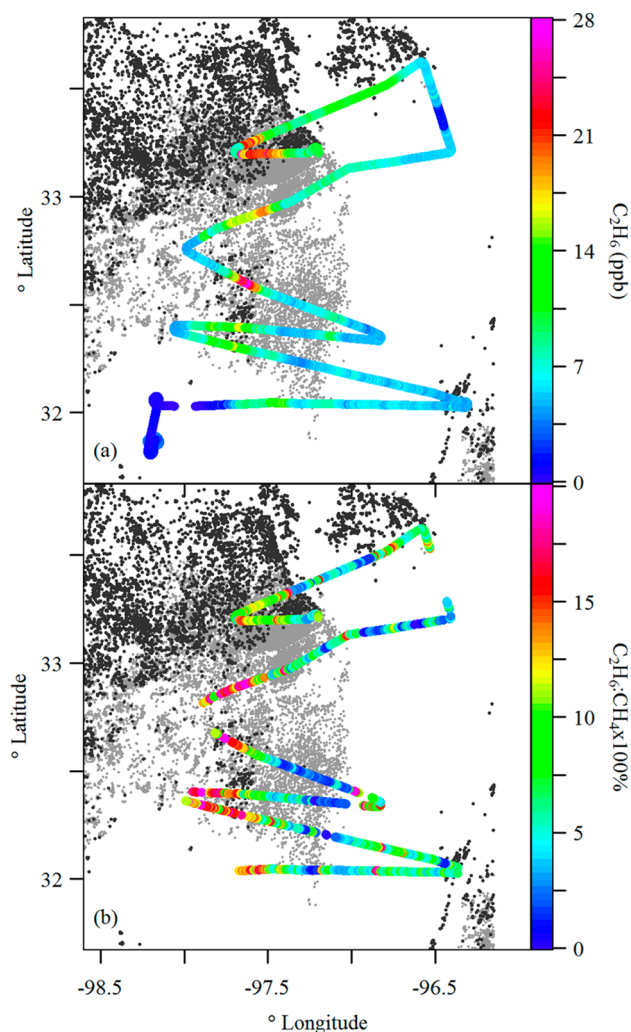 28
21
14
7
0
C2H6 (ppb)
33
32
° Latitude
(a)
15
10
5
0
C2H6:CH4x100%
33
32
° Latitude
(b)
-98.5
-97.5
-96.5
° Longitude